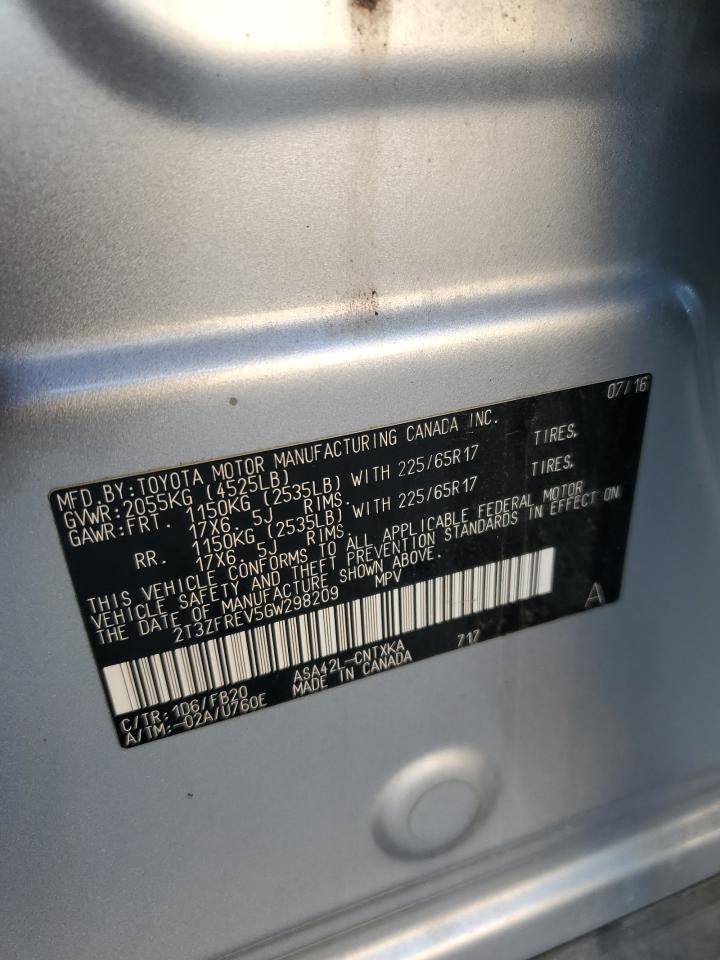 07/16
MFD. BY:TOYOTA MOTOR MANUFACTURING CANADA INC.
GVWR:2055KG (4525LB)
GAWR:FRT. 1150KG (2535LB) WITH 225/65R17 TIRES,
17X6. 5J RIMS.
RR. 1150KG (2535LB) WITH 225/65R17 TIRES,
17X6. 5J RIMS.
THIS VEHICLE CONFORMS TO ALL APPLICABLE FEDERAL MOTOR
VEHICLE SAFETY AND THEFT PREVENTION STANDARDS IN EFFECT ON
THE DATE OF MANUFACTURE SHOWN ABOVE.
2T3ZFREV5GW298209 MPV
A
C/TR:1D6/FB20 ASA42L-CNTXKA 717
A/TM:-02A/U760E MADE IN CANADA